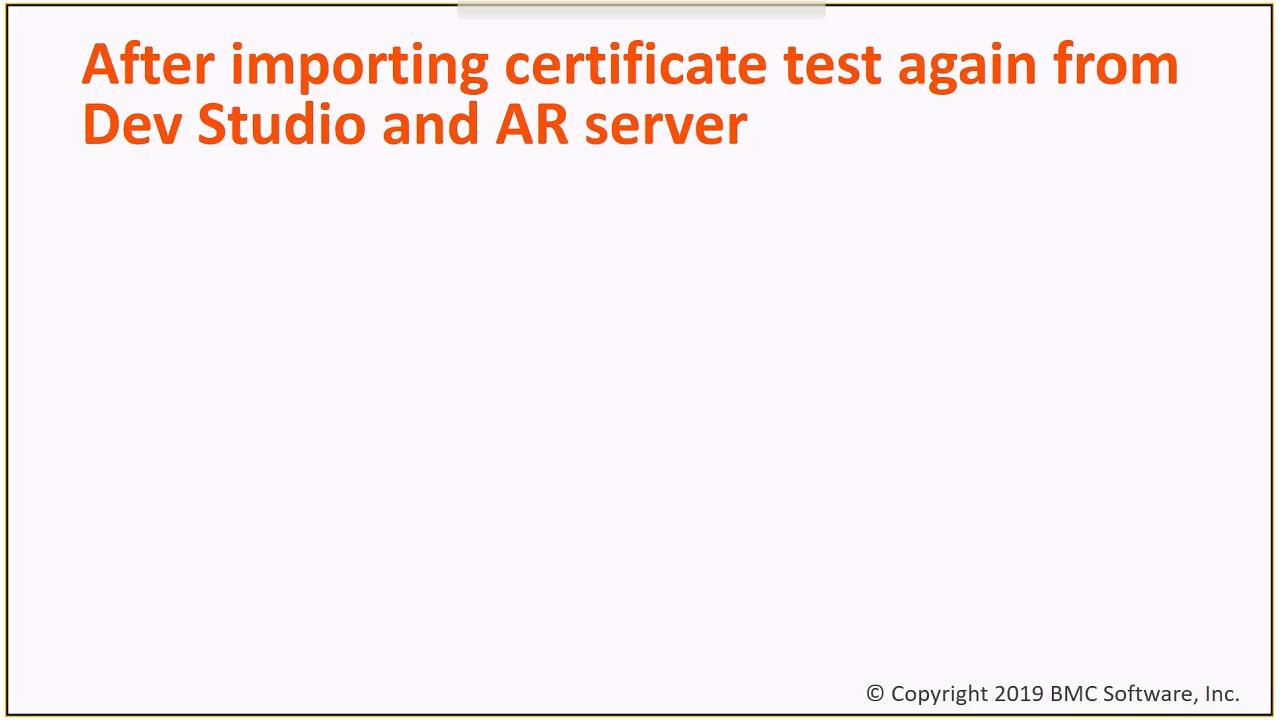 After importing certificate test again from
Dev Studio and AR server
© Copyright 2019 BMC Software, Inc.